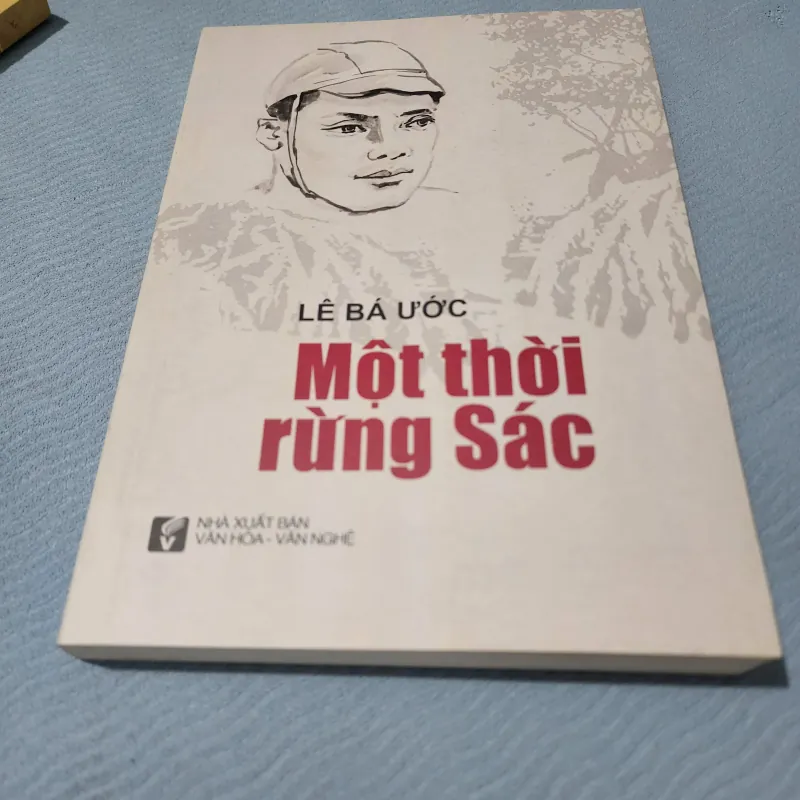 LÊ BÁ ƯỚC
Một thời
rừng Sác
NHÀ XUẤT BẢN
VĂN HÓA - VĂN NGHỆ